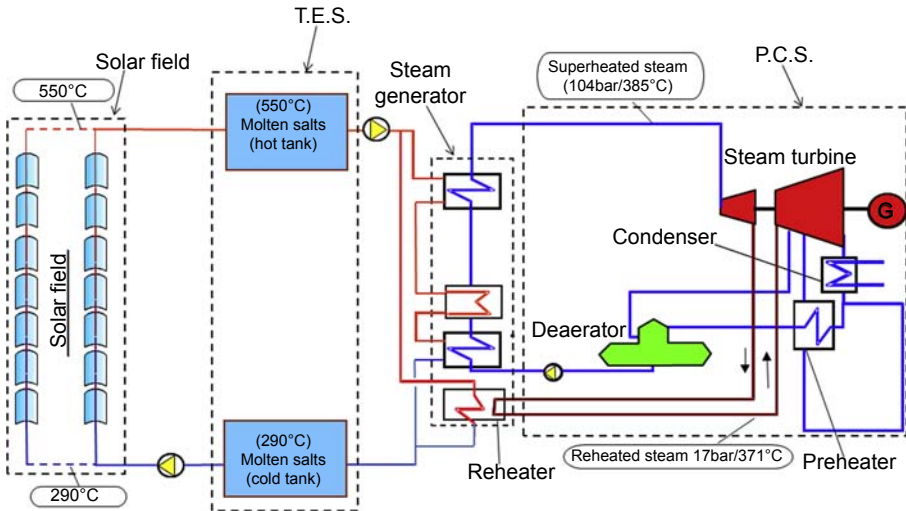 T.E.S.
Solar field
550°C
(550°C)
Molten salts
(hot tank)
Steam
generator
Superheated steam
(104bar/385°C)
P.C.S.
Steam turbine
G
Condenser
Solar field
Deaerator
(290°C)
Molten salts
(cold tank)
290°C
Reheater
Reheated steam 17bar/371°C
Preheater